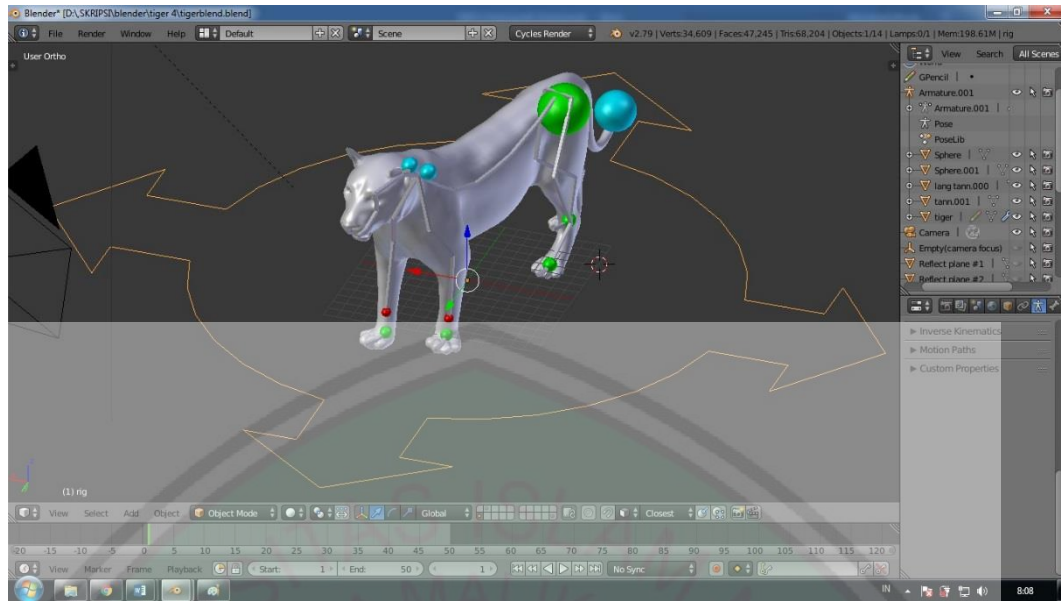 Blender* [D:\_SKRIPSI\blender\tiger 4\tigerblend.blend]
File Render Window Help Default Scene Cycles Render v2.79 | Verts:34,609 | Faces:47,245 | Tris:68,204 | Objects:1/14 | Lamps:0/1 | Mem:198.61M | rig
View Search All Scenes
User Ortho
GPencil
Armature.001
Armature.001
Pose
PoseLib
Sphere
Sphere.001
lang tann.000
tann.001
tiger
Camera
Empty(camera focus)
Reflect plane #1
Reflect plane #2
Inverse Kinematics
Motion Paths
Custom Properties
(1) rig
View Select Add Object Object Mode Global Closest
-20 -15 -10 -5 0 5 10 15 20 25 30 35 40 45 50 55 60 65 70 75 80 85 90 95 100 105 110 115 120
View Marker Frame Playback Start: 1 End: 50 1 No Sync
IN 8:08